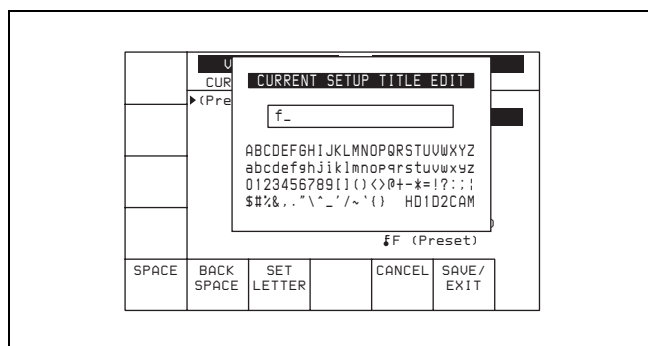 V
CUR
▶(Pre
CURRENT SETUP TITLE EDIT
f_
ABCDEFGHIJKLMNOPQRSTUVWXYZ
abcdefghjiklmnopqrstuvwxyz
0123456789[]()<>@+-*=!?:;¦
$#%&,."\^_'/~`{} HD1D2CAM
F (Preset)
SPACE
BACK
SPACE
SET
LETTER
CANCEL
SAVE/
EXIT